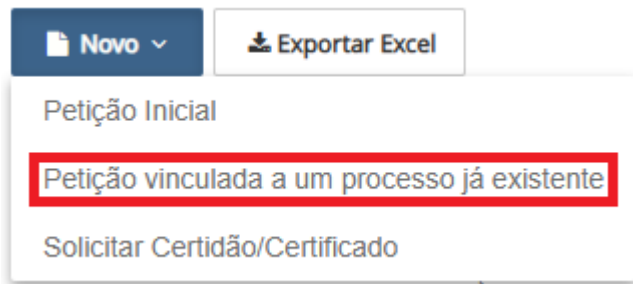 Novo Exportar Excel
Petição Inicial
Petição vinculada a um processo já existente
Solicitar Certidão/Certificado